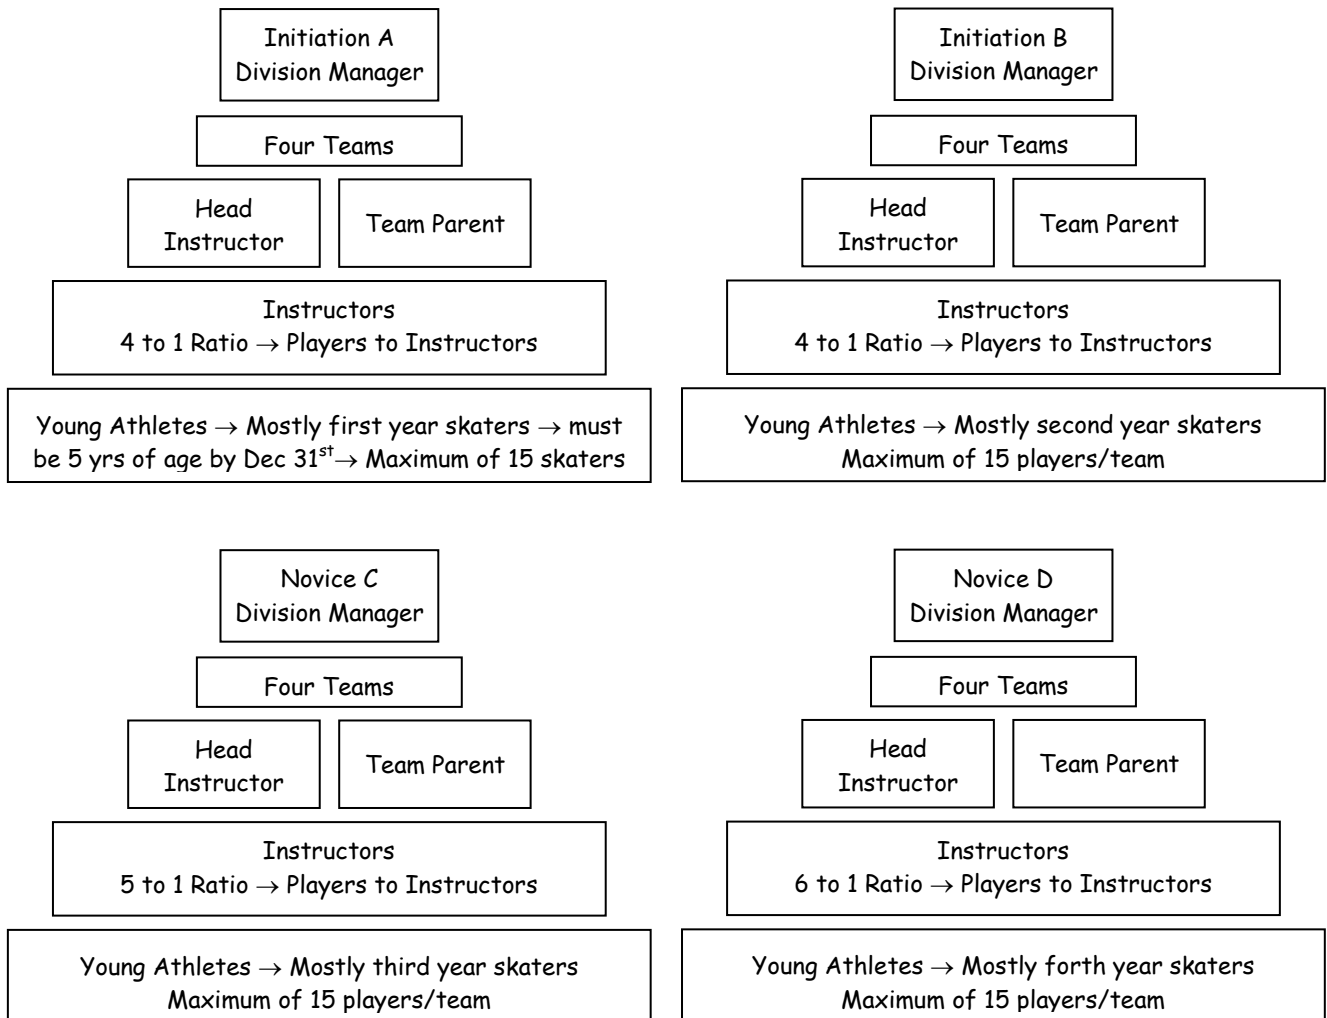 Initiation A
Division Manager
Four Teams
Head
Instructor
Team Parent
Instructors
4 to 1 Ratio → Players to Instructors
Young Athletes → Mostly first year skaters → must
be 5 yrs of age by Dec 31st→ Maximum of 15 skaters
Initiation B
Division Manager
Four Teams
Head
Instructor
Team Parent
Instructors
4 to 1 Ratio → Players to Instructors
Young Athletes → Mostly second year skaters
Maximum of 15 players/team
Novice C
Division Manager
Four Teams
Head
Instructor
Team Parent
Instructors
5 to 1 Ratio → Players to Instructors
Young Athletes → Mostly third year skaters
Maximum of 15 players/team
Novice D
Division Manager
Four Teams
Head
Instructor
Team Parent
Instructors
6 to 1 Ratio → Players to Instructors
Young Athletes → Mostly forth year skaters
Maximum of 15 players/team